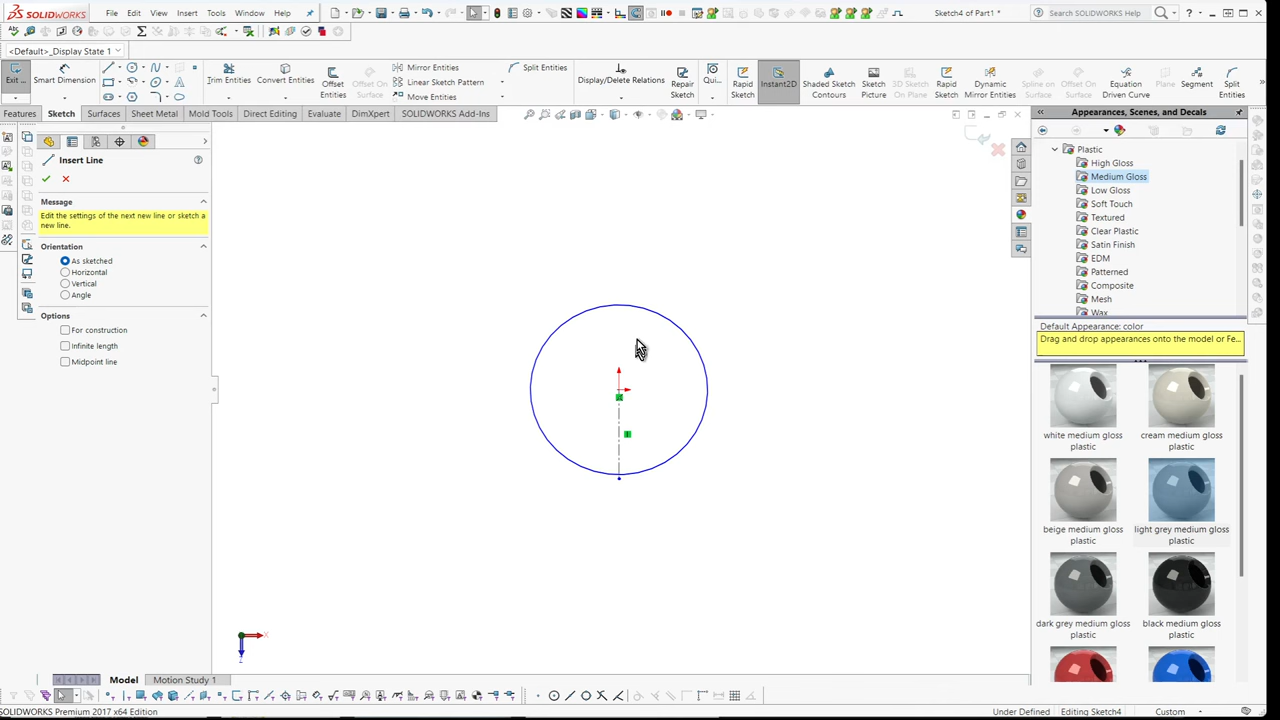 SOLIDWORKS
File Edit View Insert Tools Window Help
Sketch4 of Part1 *
Search SOLIDWORKS Help
<Default>_Display State 1
Exit ...
Smart Dimension
Trim Entities
Convert Entities
Offset Entities
Offset On Surface
Mirror Entities
Linear Sketch Pattern
Move Entities
Split Entities
Display/Delete Relations
Repair Sketch
Qui...
Rapid Sketch
Instant2D
Shaded Sketch Contours
Sketch Picture
3D Sketch On Plane
Rapid Sketch
Dynamic Mirror Entities
Spline on Surface
Offset On Surface
Equation Driven Curve
Plane
Segment
Split Entities
Features Sketch Surfaces Sheet Metal Mold Tools Direct Editing Evaluate DimXpert SOLIDWORKS Add-Ins
Insert Line
Message
Edit the settings of the next new line or sketch a
new line.
Orientation
As sketched
Horizontal
Vertical
Angle
Options
For construction
Infinite length
Midpoint line
Appearances, Scenes, and Decals
Plastic
High Gloss
Medium Gloss
Low Gloss
Soft Touch
Textured
Clear Plastic
Satin Finish
EDM
Patterned
Composite
Mesh
Wax
Default Appearance: color
Drag and drop appearances onto the model or Fe...
white medium gloss plastic
cream medium gloss plastic
beige medium gloss plastic
light grey medium gloss plastic
dark grey medium gloss plastic
black medium gloss plastic
X
Z
Model Motion Study 1
SOLIDWORKS Premium 2017 x64 Edition
Under Defined Editing Sketch4 Custom